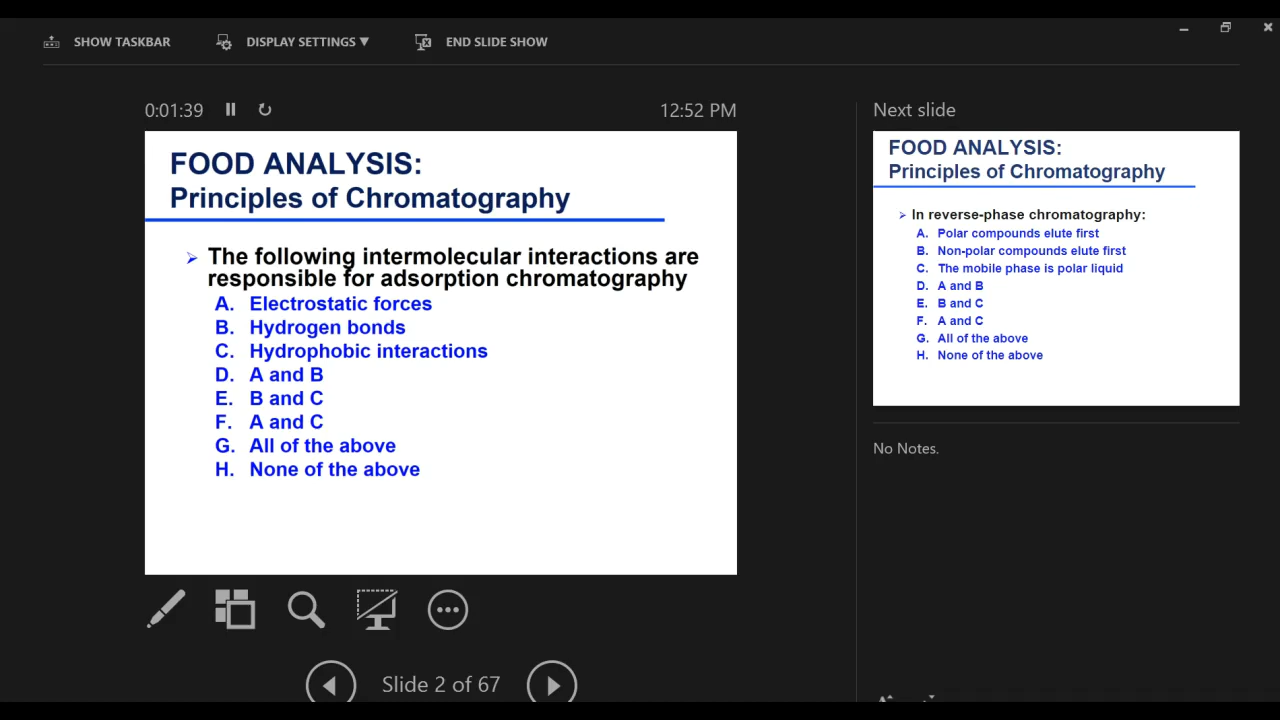 SHOW TASKBAR
DISPLAY SETTINGS ▼
END SLIDE SHOW
0:01:39
12:52 PM
FOOD ANALYSIS:
Principles of Chromatography
➢ The following intermolecular interactions are
responsible for adsorption chromatography
A. Electrostatic forces
B. Hydrogen bonds
C. Hydrophobic interactions
D. A and B
E. B and C
F. A and C
G. All of the above
H. None of the above
Slide 2 of 67
Next slide
FOOD ANALYSIS:
Principles of Chromatography
➢ In reverse-phase chromatography:
A. Polar compounds elute first
B. Non-polar compounds elute first
C. The mobile phase is polar liquid
D. A and B
E. B and C
F. A and C
G. All of the above
H. None of the above
No Notes.